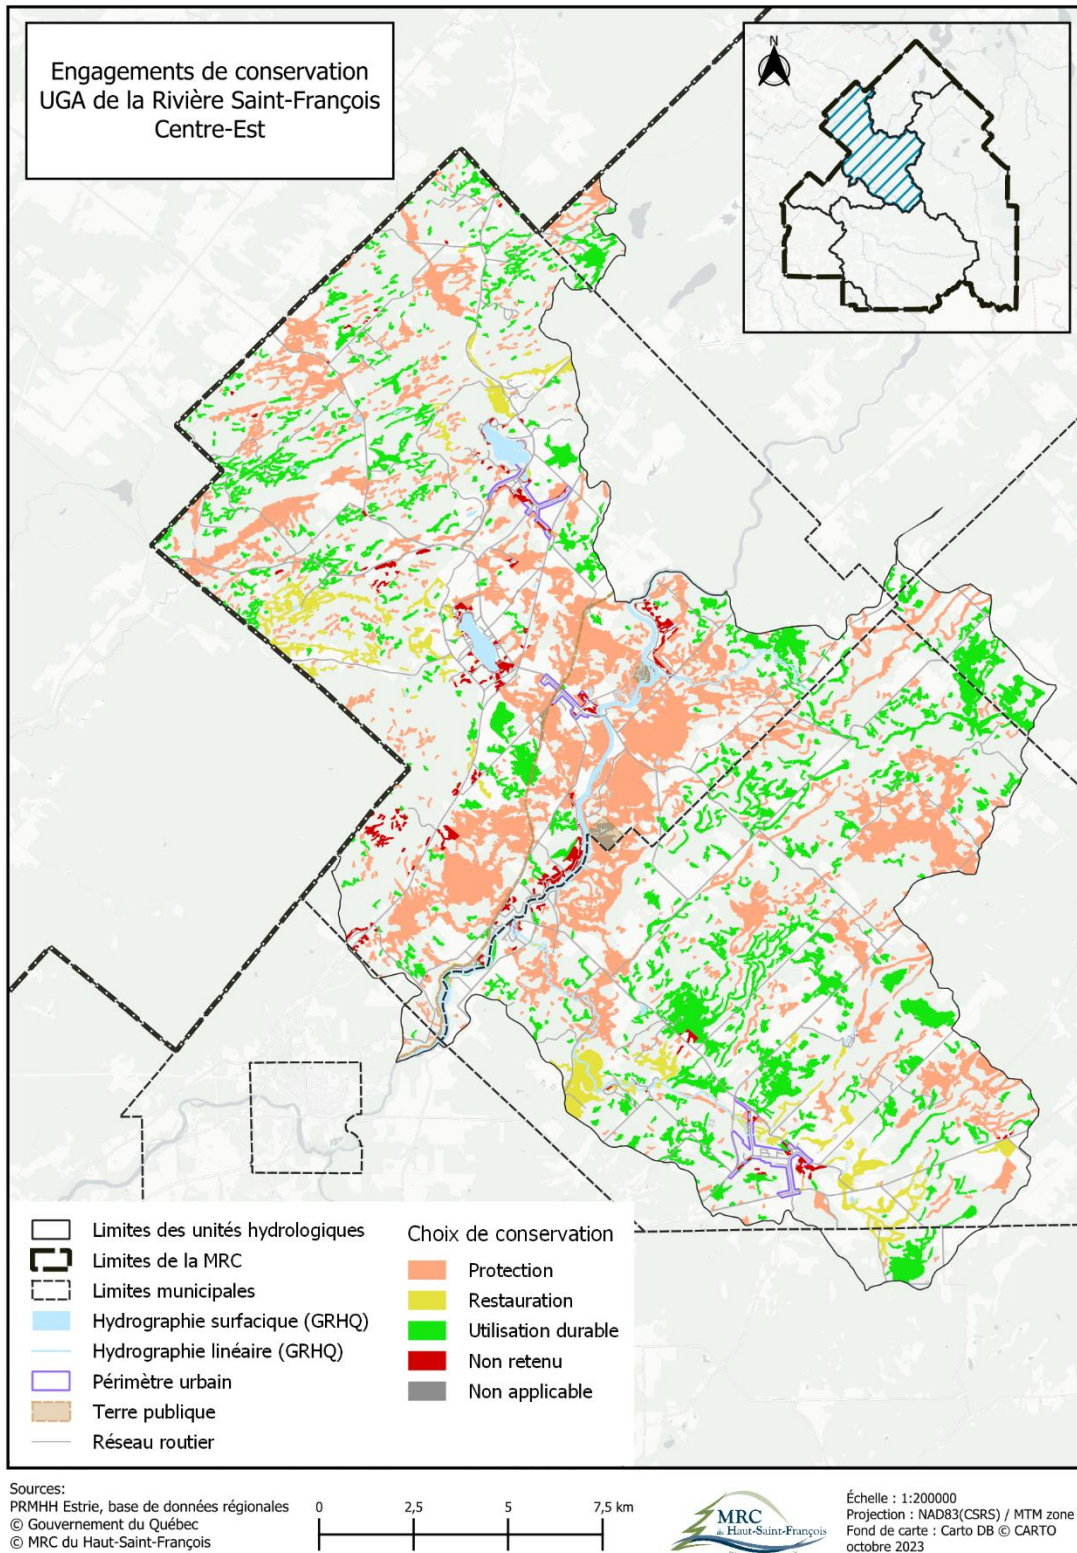 Engagements de conservation
UGA de la Rivière Saint-François
Centre-Est
N
Limites des unités hydrologiques
Limites de la MRC
Limites municipales
Hydrographie surfacique (GRHQ)
Hydrographie linéaire (GRHQ)
Périmètre urbain
Terre publique
Réseau routier
Choix de conservation
Protection
Restauration
Utilisation durable
Non retenu
Non applicable
Sources:
PRMHH Estrie, base de données régionales
© Gouvernement du Québec
© MRC du Haut-Saint-François
0 2,5 5 7,5 km
MRC
du Haut-Saint-François
Échelle : 1:200000
Projection : NAD83(CSRS) / MTM zone
Fond de carte : Carto DB © CARTO
octobre 2023